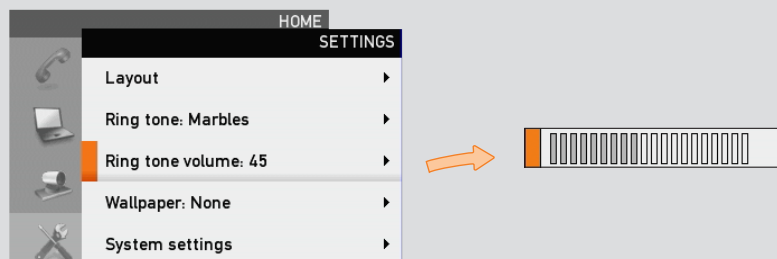 HOME
SETTINGS
Layout
Ring tone: Marbles
Ring tone volume: 45
Wallpaper: None
System settings